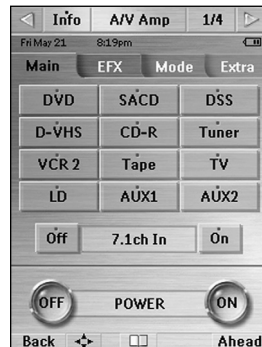 Info A/V Amp 1/4
Fri May 21 8:19pm
Main EFX Mode Extra
DVD SACD DSS
D-VHS CD-R Tuner
VCR 2 Tape TV
LD AUX1 AUX2
Off 7.1ch In On
OFF POWER ON
Back Ahead